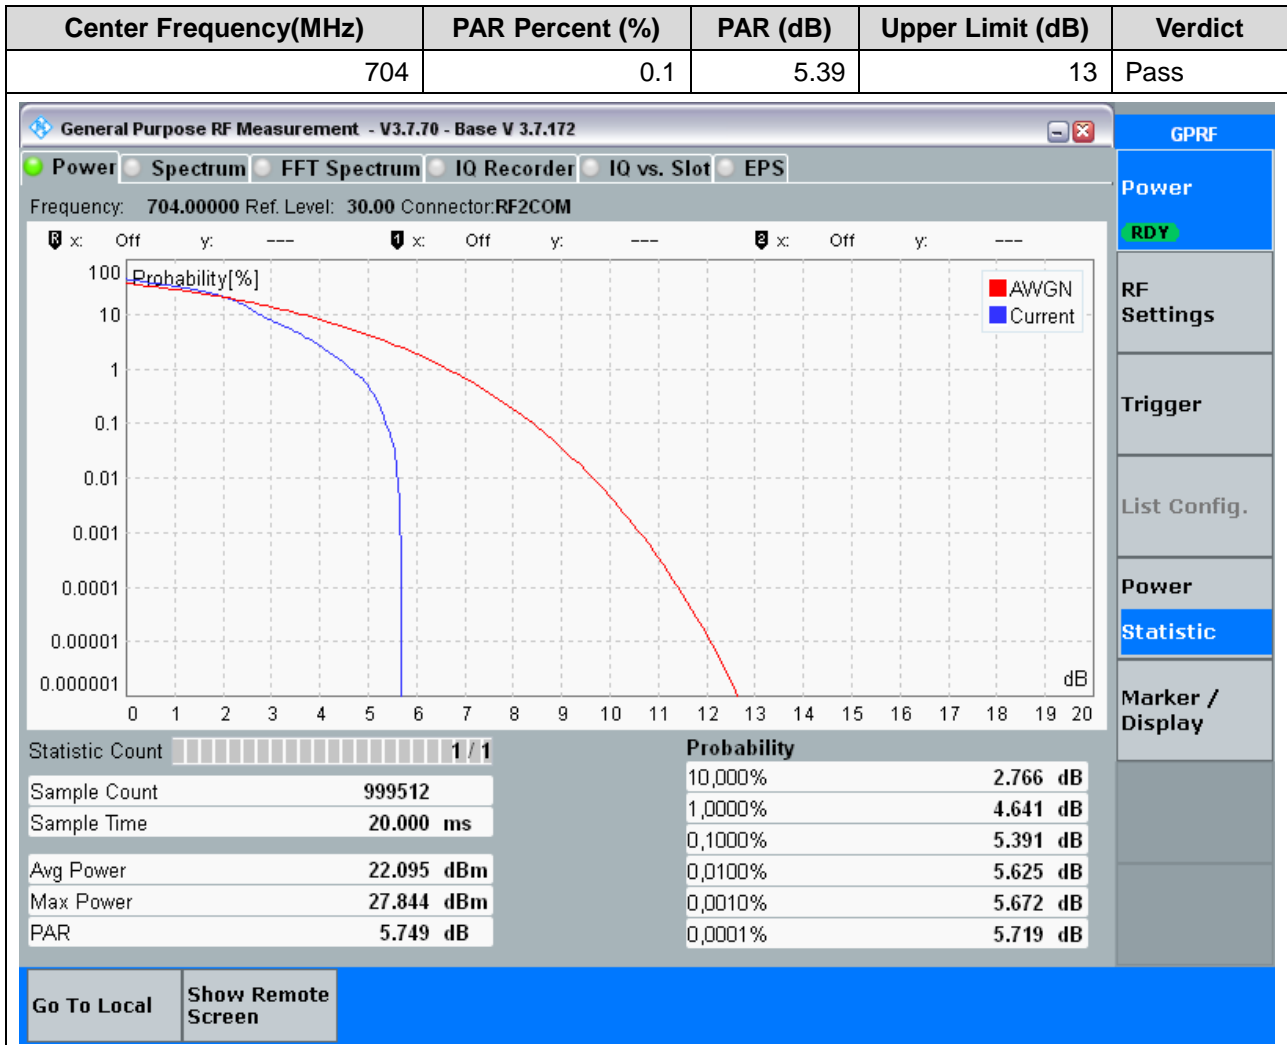 Center Frequency(MHz) PAR Percent (%) PAR (dB) Upper Limit (dB) Verdict
704 0.1 5.39 13 Pass
General Purpose RF Measurement - V3.7.70 - Base V 3.7.172
GPRF
Power Spectrum FFT Spectrum IQ Recorder IQ vs. Slot EPS
Frequency: 704.00000 Ref. Level: 30.00 Connector:RF2COM
R x: Off y: --- 1 x: Off y: --- 2 x: Off y: ---
Probability[%]
AWGN
Current
100
10
1
0.1
0.01
0.001
0.0001
0.00001
0.000001
dB
0 1 2 3 4 5 6 7 8 9 10 11 12 13 14 15 16 17 18 19 20
Statistic Count 1 / 1
Sample Count 999512
Sample Time 20.000 ms
Avg Power 22.095 dBm
Max Power 27.844 dBm
PAR 5.749 dB
Probability
10,000% 2.766 dB
1,0000% 4.641 dB
0,1000% 5.391 dB
0,0100% 5.625 dB
0,0010% 5.672 dB
0,0001% 5.719 dB
Power
RDY
RF
Settings
Trigger
List Config.
Power
Statistic
Marker /
Display
Go To Local
Show Remote
Screen